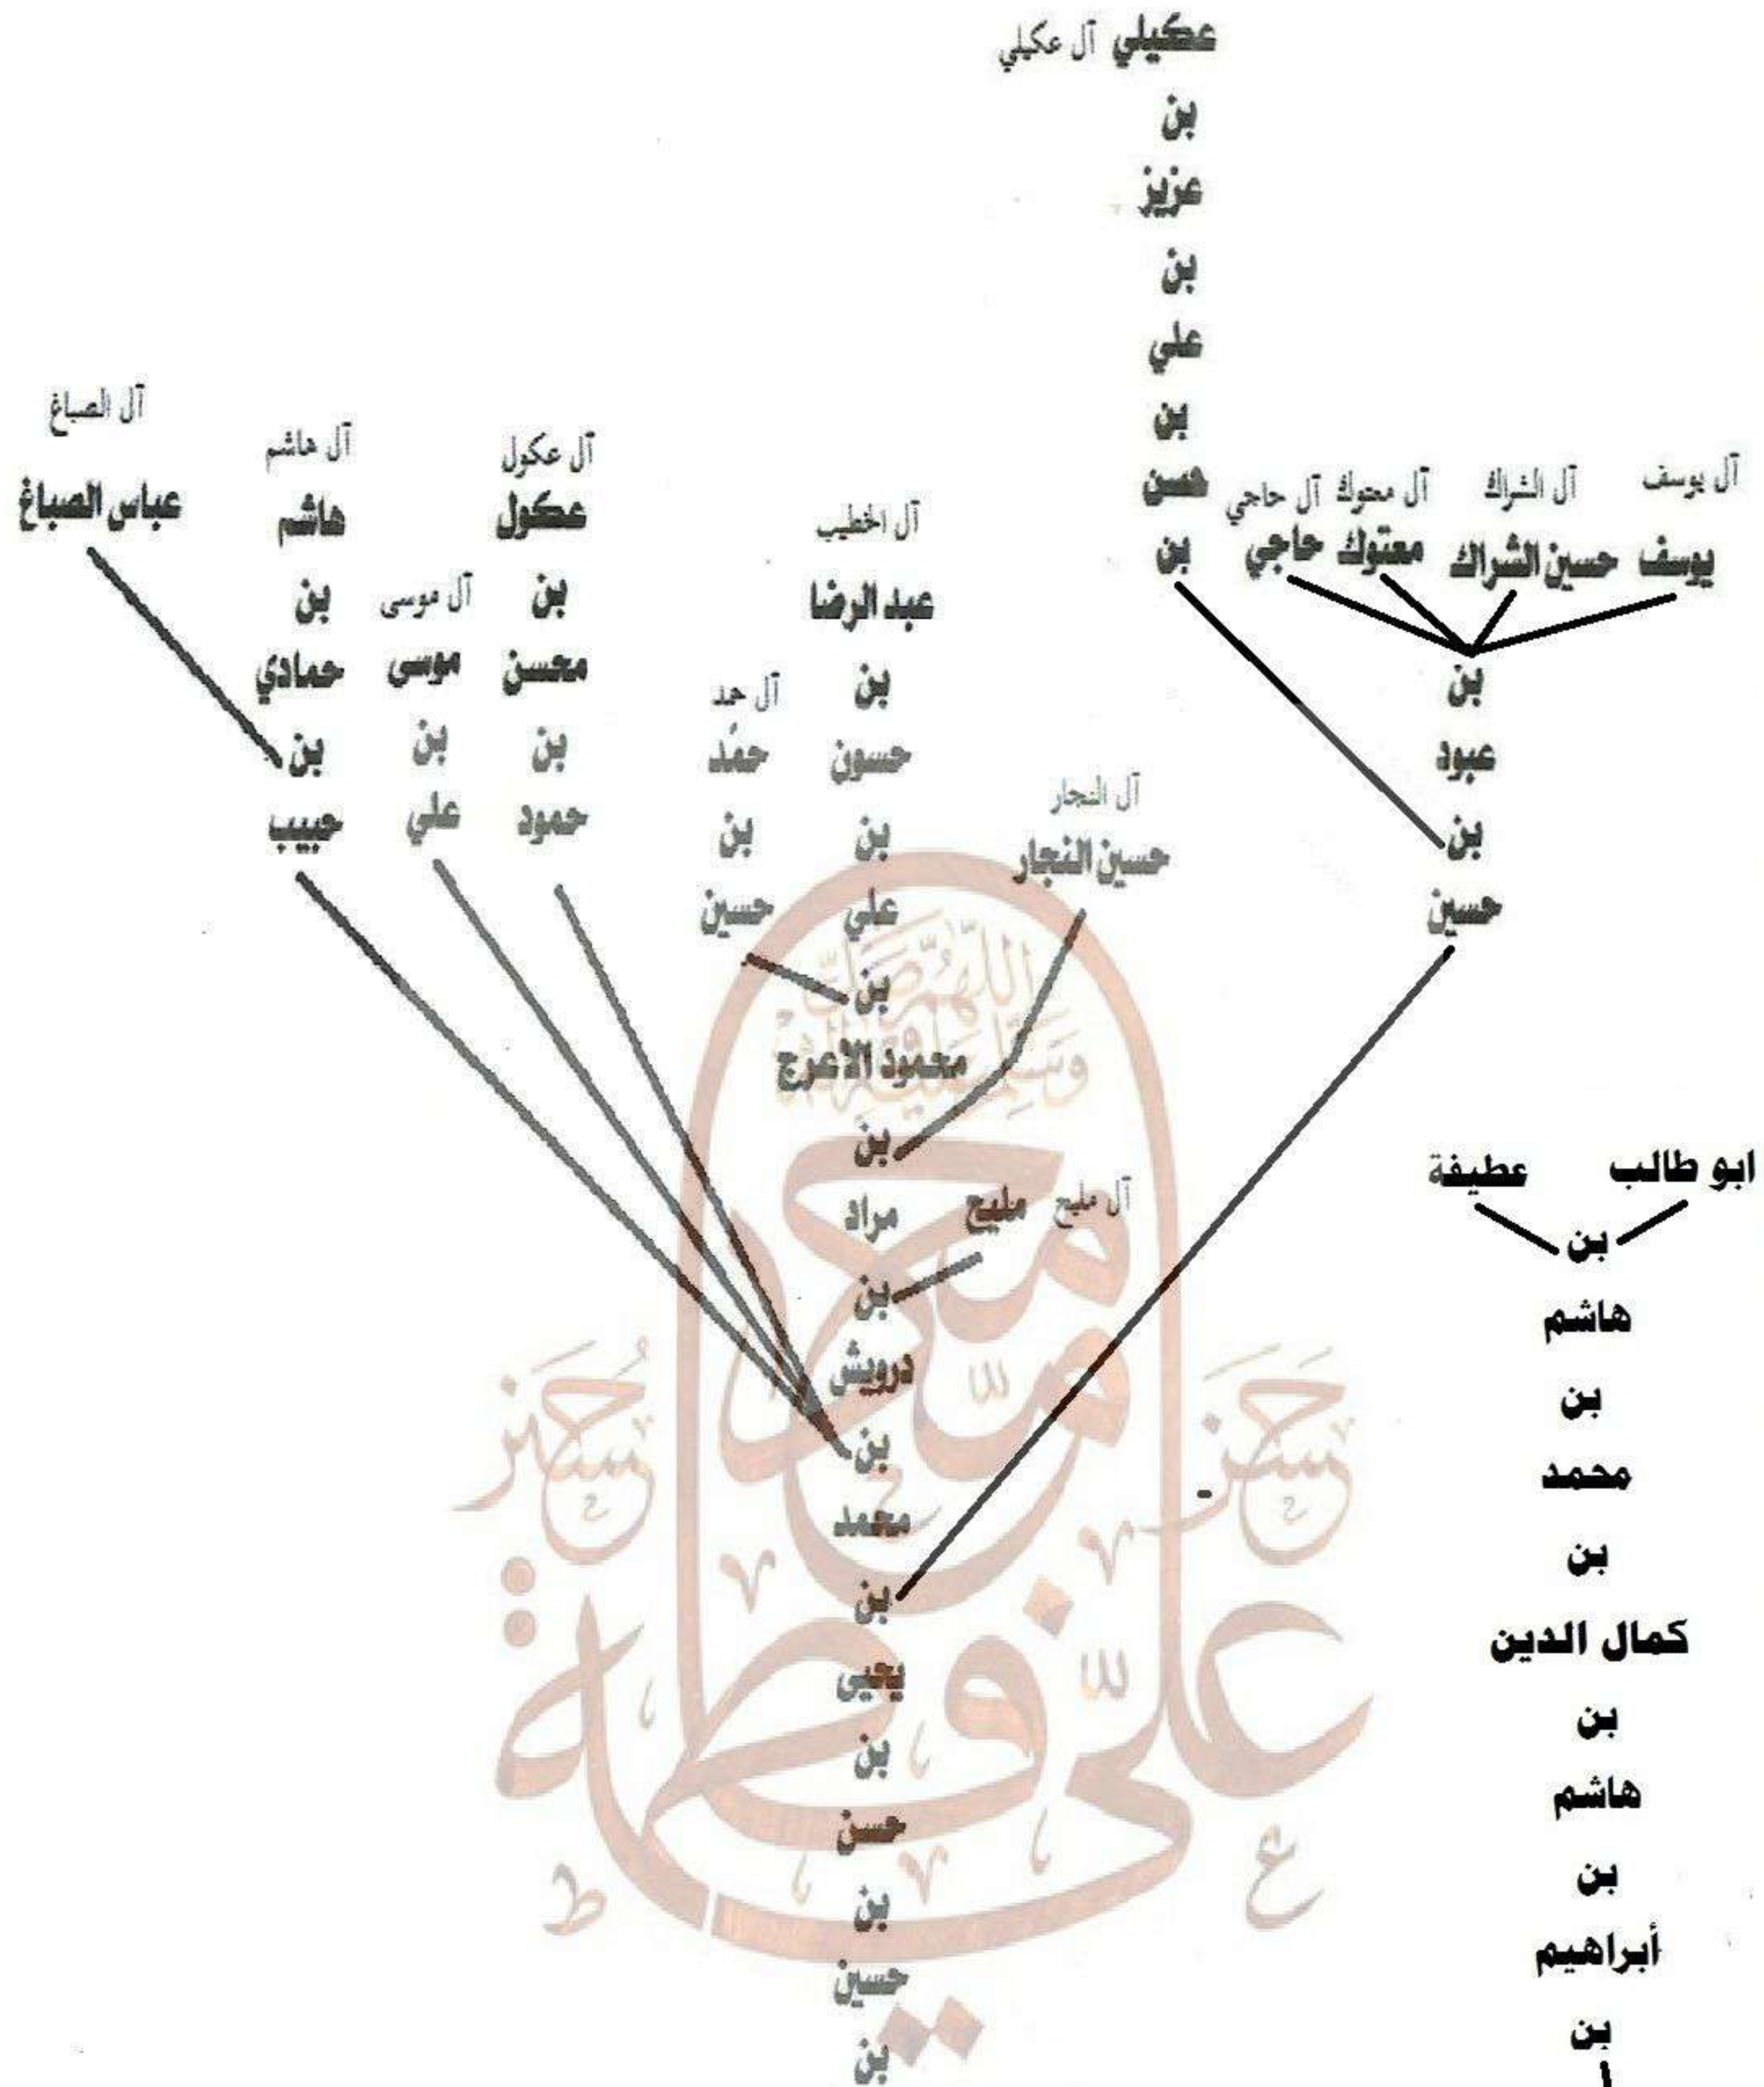 عكيلي آل عكيلي
بن
عزيز
بن
علي
بن
حسن
بن
آل يوسف
يوسف
آل الشراك
حسين الشراك
آل معتوك
معتوك
آل حاجي
حاجي
بن
عبود
بن
حسين
آل النجار
حسين النجار
آل الخطيب
عبد الرضا
بن
حسون
بن
علي
بن
محمود الاعرج
بن
مراد
بن
درويش
بن
محمد
بن
يحيى
بن
حسن
بن
حسين
بن
آل مليح
مليح
آل حمد
حمّد
بن
حسين
آل عكول
عكول
بن
محسن
بن
حمود
آل موسى
موسى
بن
علي
آل هاشم
هاشم
بن
حمادي
بن
حبيب
آل الصباغ
عباس الصباغ
ابو طالب
عطيفة
بن
هاشم
بن
محمد
بن
كمال الدين
بن
هاشم
بن
أبراهيم
بن